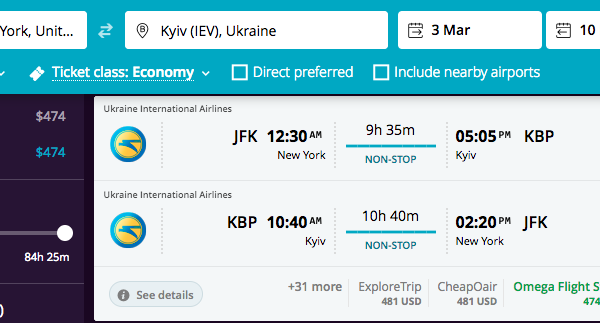 York, Unit...
Kyiv (IEV), Ukraine
3 Mar
10
Ticket class: Economy
Direct preferred
Include nearby airports
$474
$474
84h 25m
Ukraine International Airlines
JFK 12:30 AM
New York
9h 35m
NON-STOP
05:05 PM KBP
Kyiv
Ukraine International Airlines
KBP 10:40 AM
Kyiv
10h 40m
NON-STOP
02:20 PM JFK
New York
See details
+31 more
ExploreTrip
481 USD
CheapOair
481 USD
Omega Flight S
474